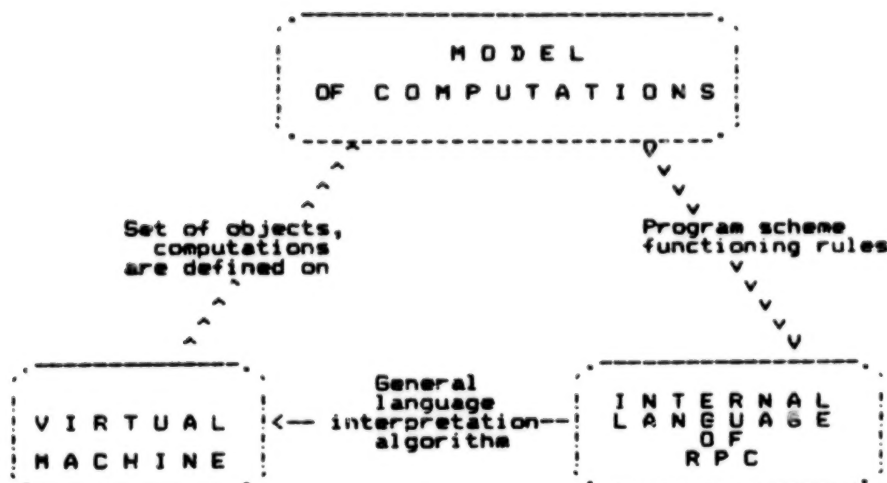 M O D E L
OF C O M P U T A T I O N S
Set of objects,
computations
are defined on
Program scheme
functioning rules
V I R T U A L
M A C H I N E
General
language
<-- interpretation--
algorithm
I N T E R N A L
L A N G U A G E
O F
R P C